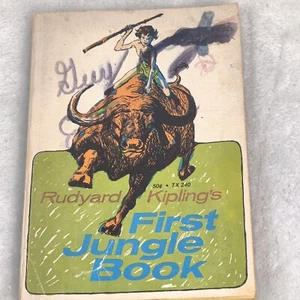 Guy
50¢ • TX 240
Rudyard Kipling's
First
Jungle
Book